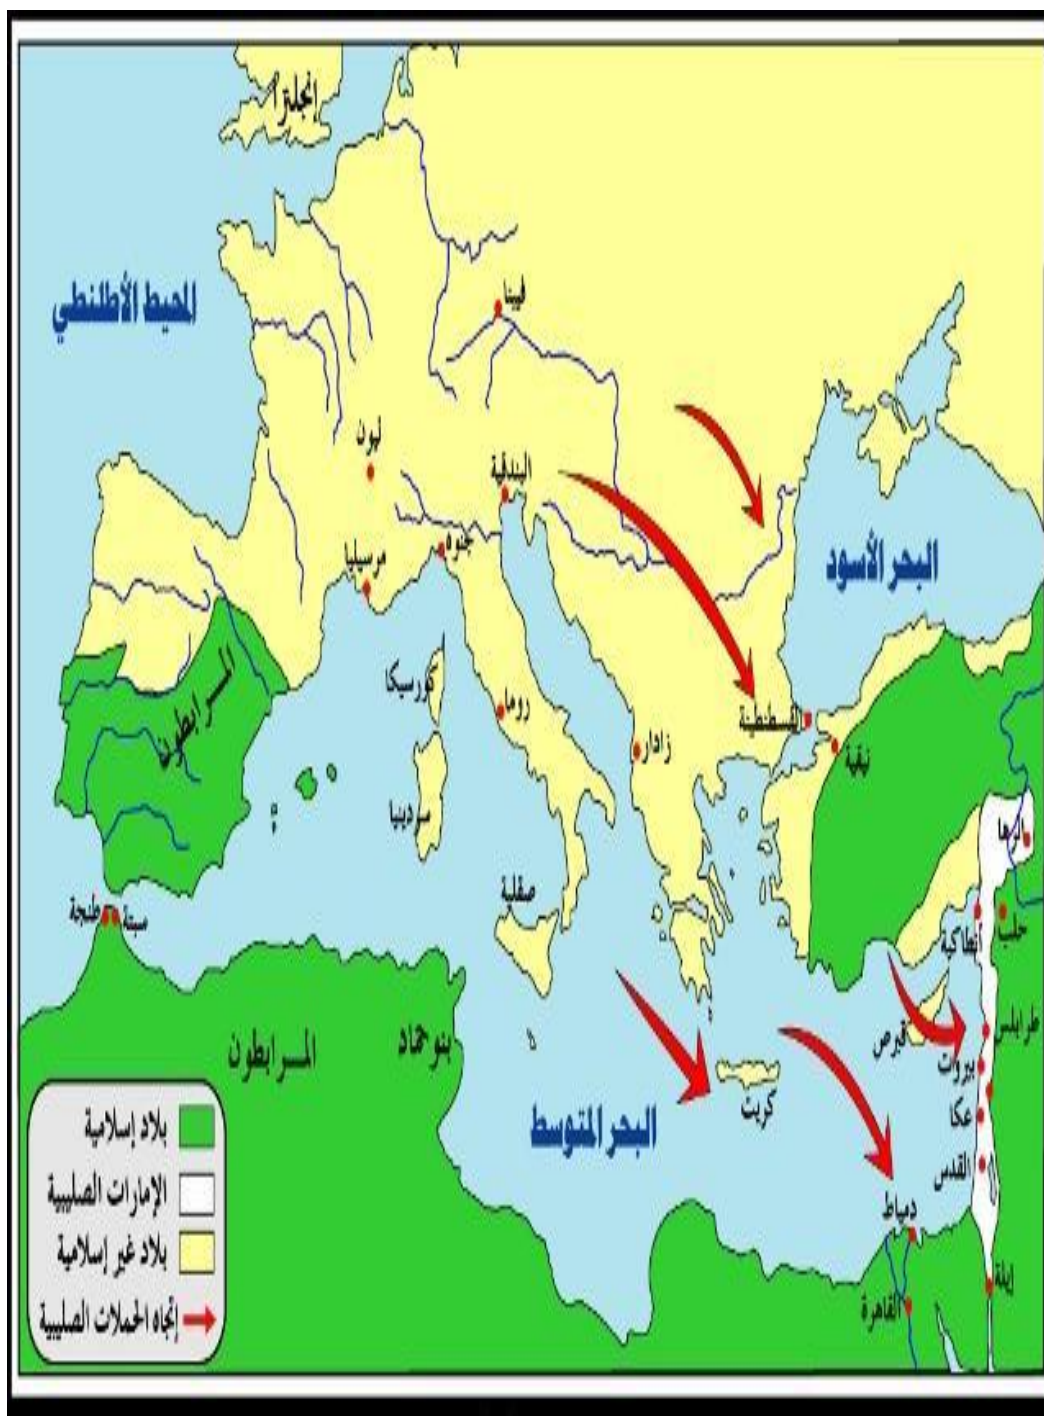 إنجلترا
المحيط الأطلنطي
فيينا
ليون
البندقية
جنوه
مرسيليا
البحر الأسود
المرابطون
كورسيكا
روما
زادار
القسطنطينية
نيقية
سردينيا
الرها
صقلية
طنجة
سبتة
أنطاكية
حلب
المرابطون
بنو حماد
قبرص
طرابلس
بيروت
كريت
عكا
البحر المتوسط
القدس
دمياط
إيلة
القاهرة
بلاد إسلامية
الإمارات الصليبية
بلاد غير إسلامية
إتجاه الحملات الصليبية